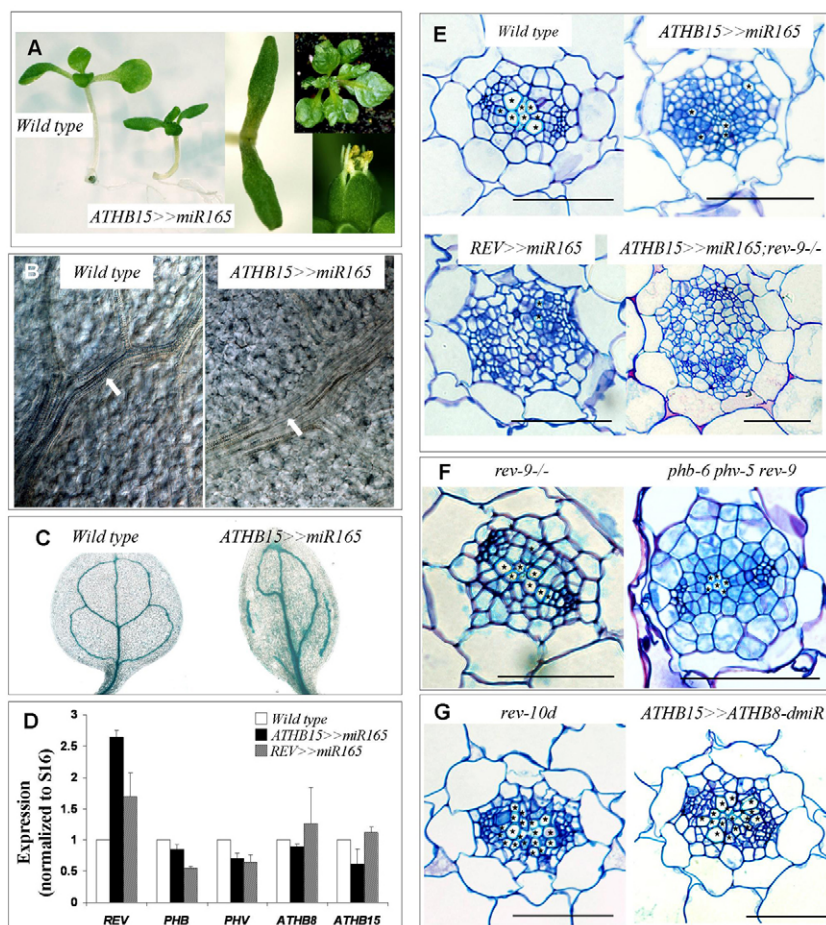 A
Wild type
ATHB15>>miR165
B
Wild type
ATHB15>>miR165
C
Wild type
ATHB15>>miR165
D
Wild type
ATHB15>>miR165
REV>>miR165
Expression
(normalized to S16)
3
2.5
2
1.5
1
0.5
0
REV PHB PHV ATHB8 ATHB15
E
Wild type
ATHB15>>miR165
REV>>miR165
ATHB15>>miR165;rev-9-/-
F
rev-9-/-
phb-6 phv-5 rev-9
G
rev-10d
ATHB15>>ATHB8-dmiR